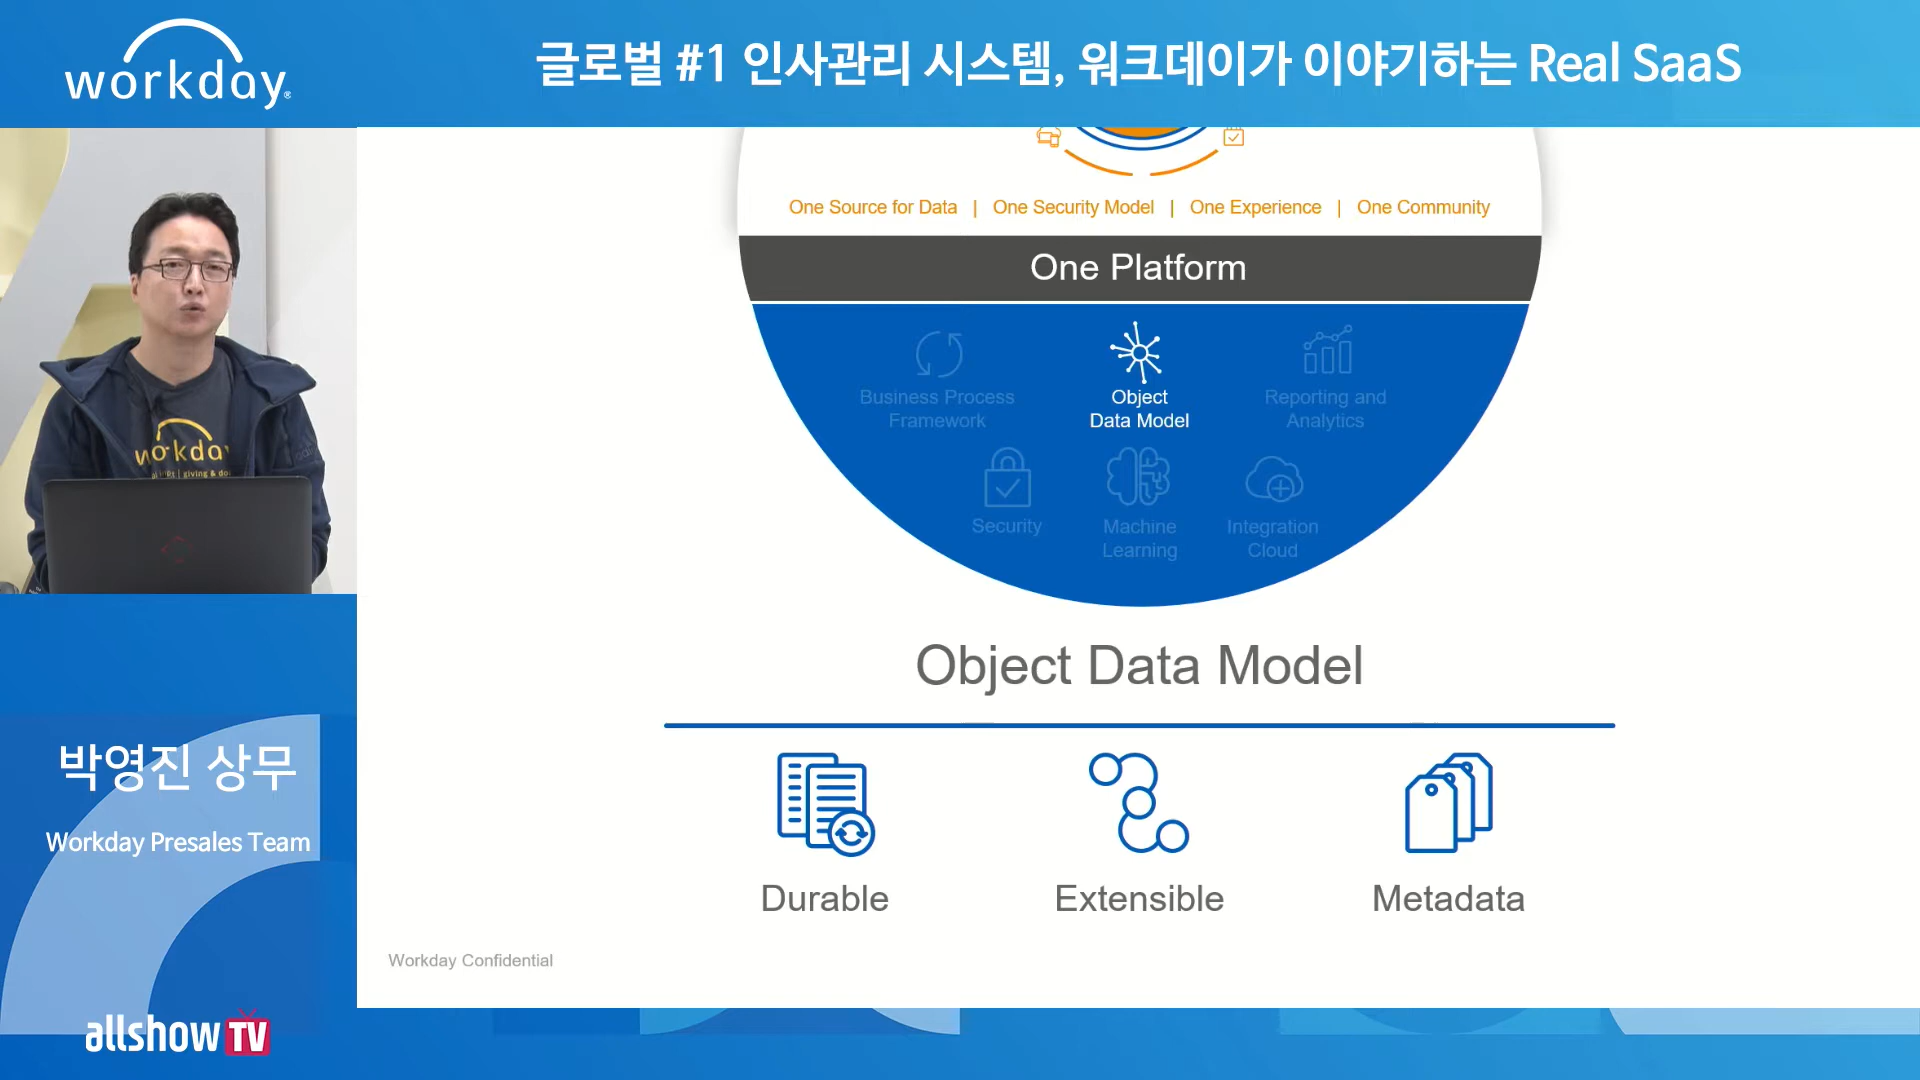 workday®
글로벌 #1 인사관리 시스템, 워크데이가 이야기하는 Real SaaS
One Source for Data | One Security Model | One Experience | One Community
One Platform
Business Process
Framework
Object
Data Model
Reporting and
Analytics
Security
Machine
Learning
Integration
Cloud
workday
giving & do
Object Data Model
Durable
Extensible
Metadata
박영진 상무
Workday Presales Team
Workday Confidential
allshow TV